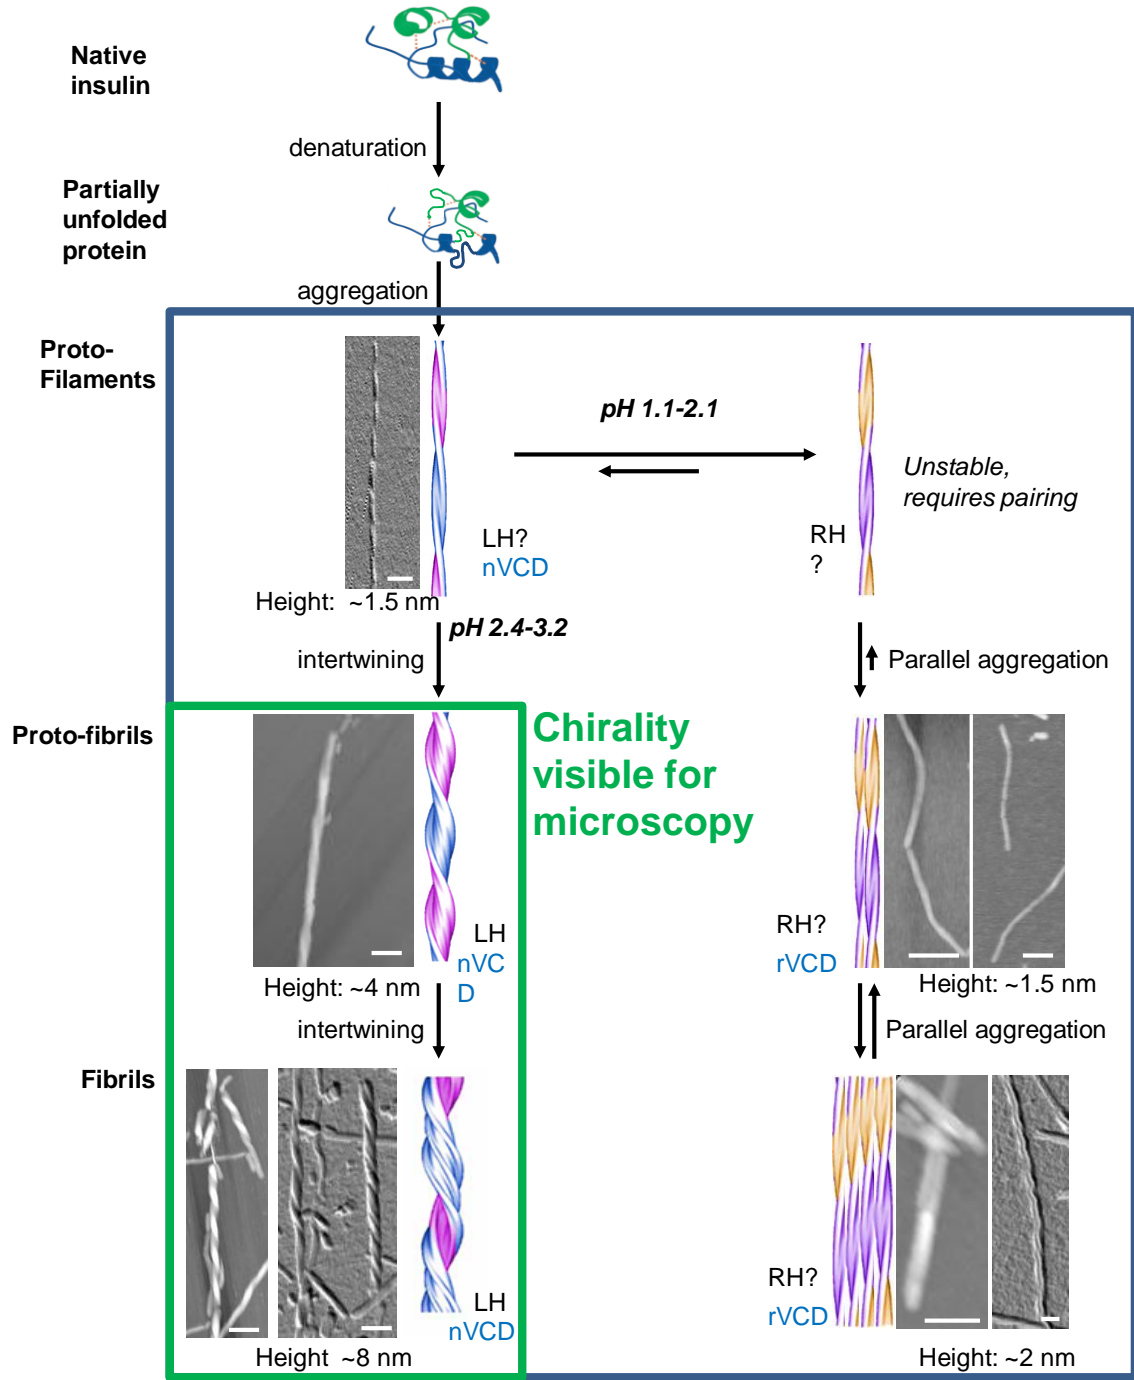 Native
insulin
denaturation
Partially
unfolded
protein
aggregation
Proto-
Filaments
pH 1.1-2.1
Unstable,
requires pairing
LH?
nVCD
RH
?
Height:  ~1.5 nm
pH 2.4-3.2
intertwining
Parallel aggregation
Proto-fibrils
Chirality
visible for
microscopy
LH
nVC
D
RH?
rVCD
Height: ~4 nm
Height: ~1.5 nm
intertwining
Parallel aggregation
Fibrils
LH
nVCD
RH?
rVCD
Height ~8 nm
Height: ~2 nm